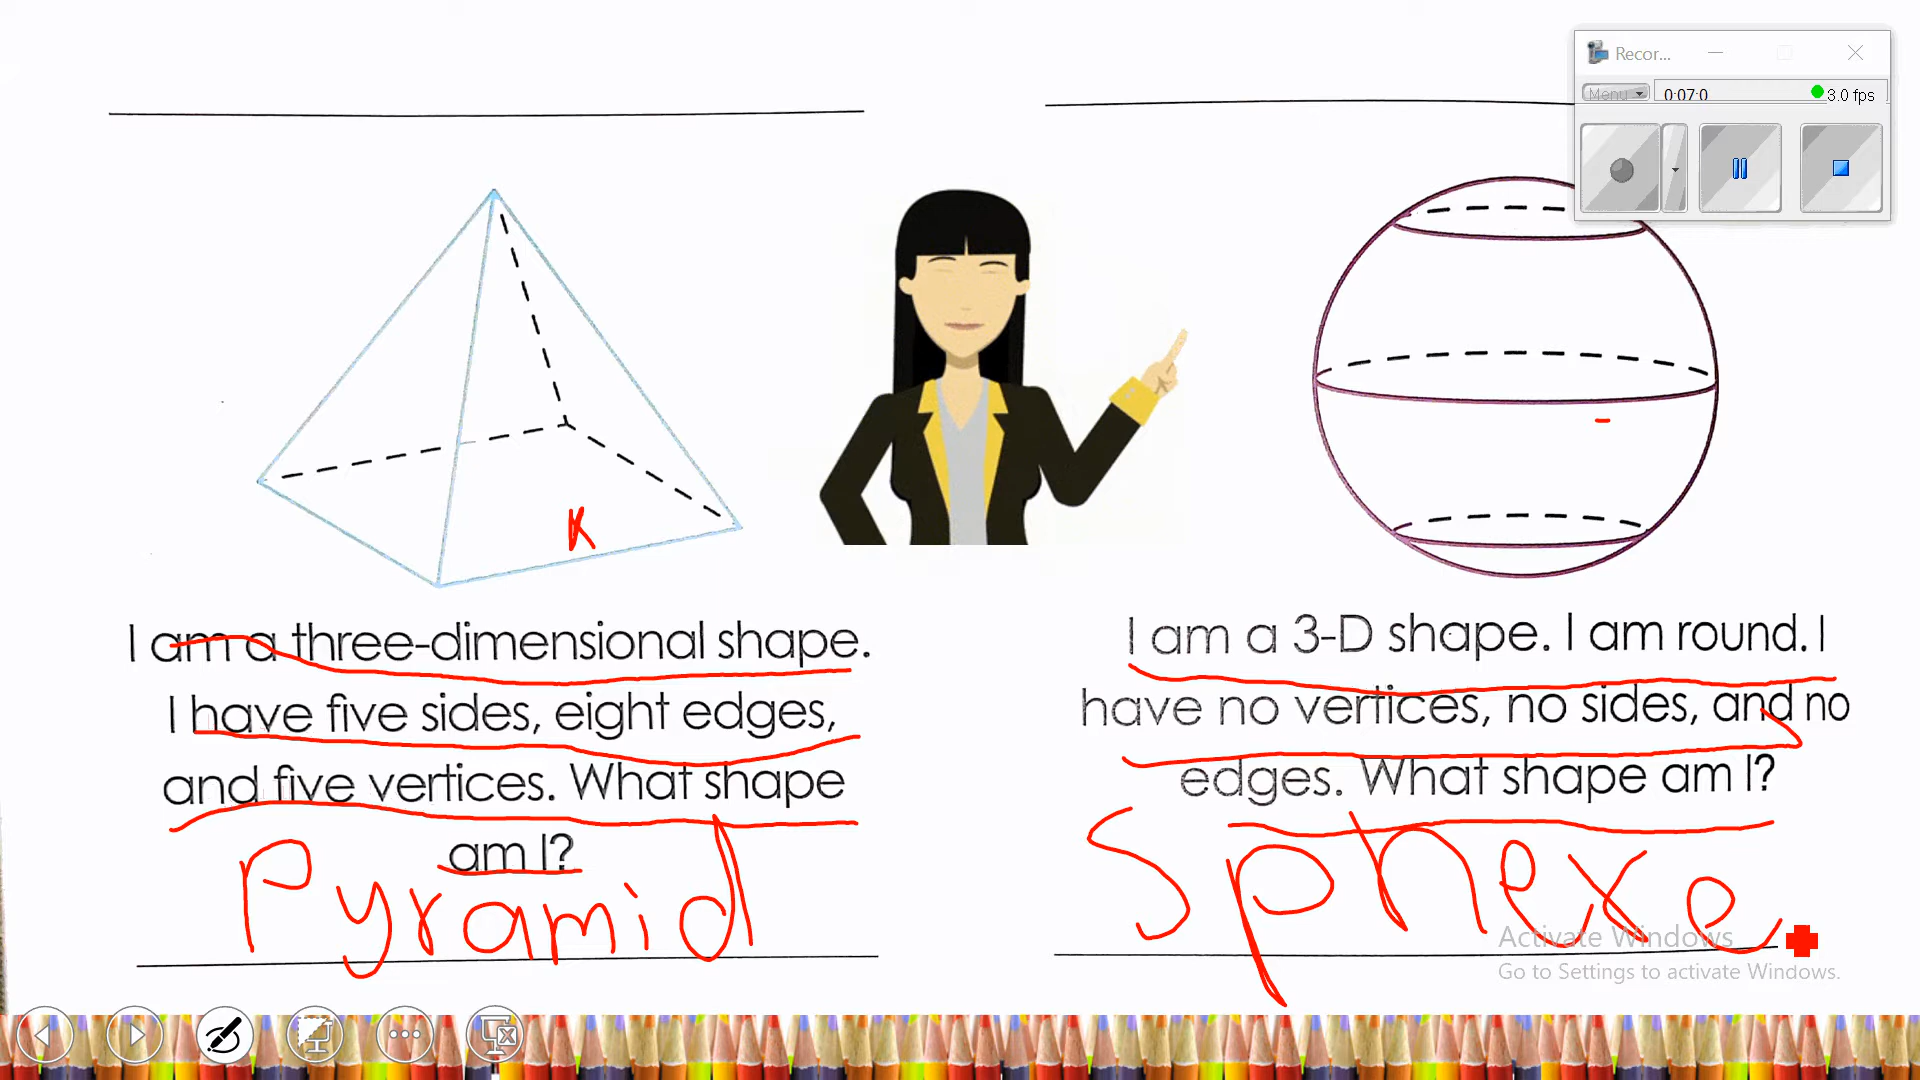 Recor...
Menu
0:07:0
3.0 fps
K
I am a three-dimensional shape.
I have five sides, eight edges,
and five vertices. What shape
am I?
Pyramid
I am a 3-D shape. I am round. I
have no vertices, no sides, and no
edges. What shape am I?
Sphexe
Activate Windows
Go to Settings to activate Windows.